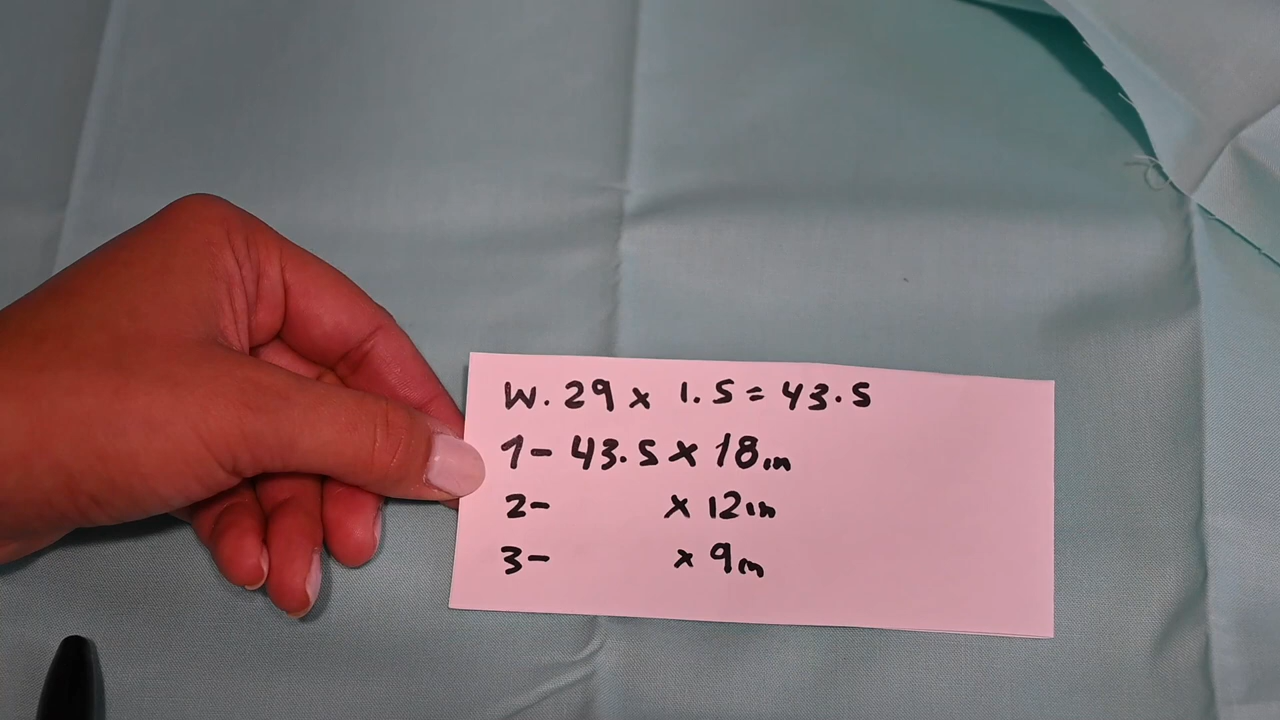 W. 29 x 1.5 = 43.5
1- 43.5 x 18in
2- x 12in
3- x 9in